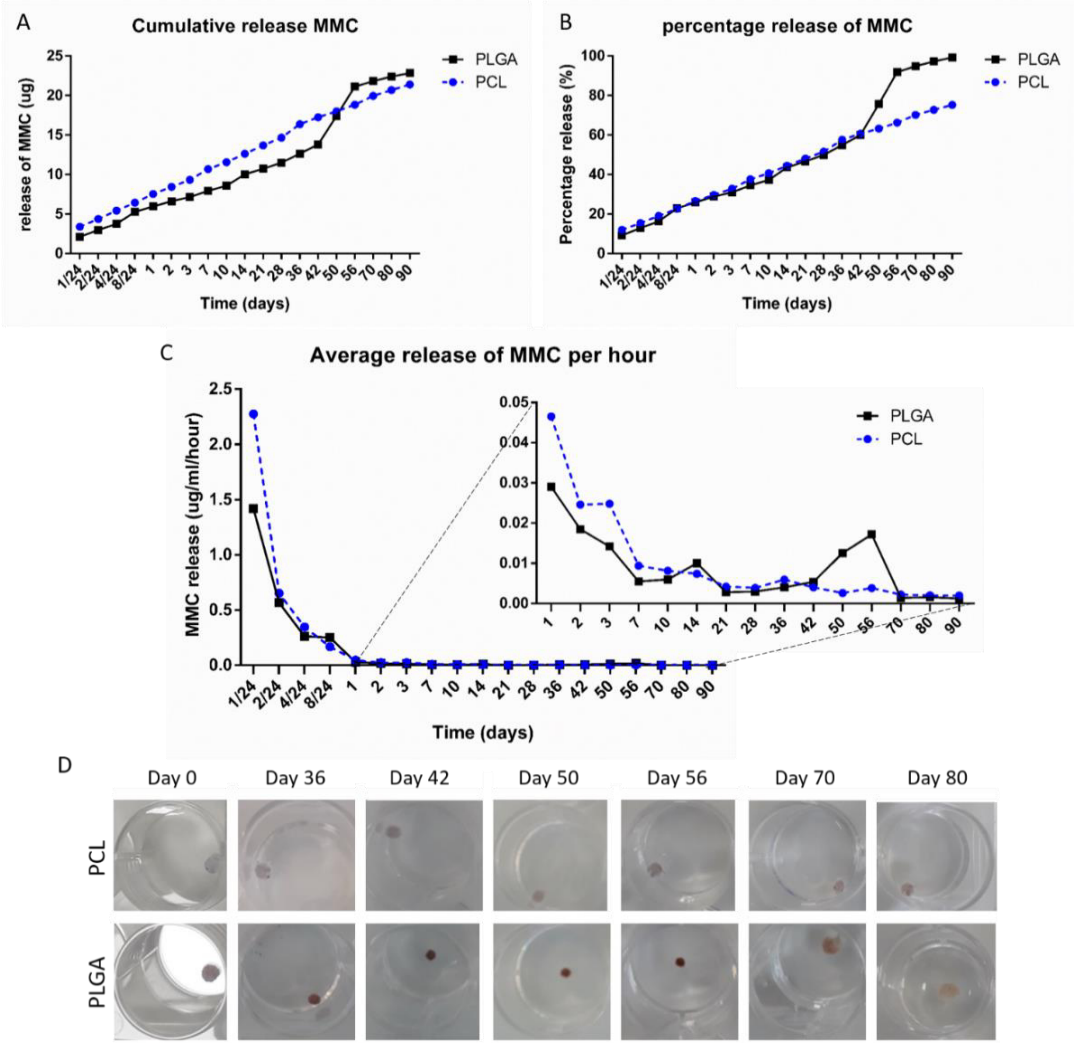 A
Cumulative release MMC
release of MMC (ug)
25
20
15
10
5
0
1/24 2/24 4/24 8/24 1 2 3 7 10 14 21 28 36 42 50 56 70 80 90
Time (days)
PLGA
PCL
B
percentage release of MMC
Percentage release (%)
100
80
60
40
20
0
1/24 2/24 4/24 8/24 1 2 3 7 10 14 21 28 36 42 50 56 70 80 90
Time (days)
PLGA
PCL
C
Average release of MMC per hour
MMC release (ug/ml/hour)
2.5
2.0
1.5
1.0
0.5
0.0
1/24 2/24 4/24 8/24 1 2 3 7 10 14 21 28 36 42 50 56 70 80 90
Time (days)
0.05
0.04
0.03
0.02
0.01
0.00
1 2 3 7 10 14 21 28 36 42 50 56 70 80 90
PLGA
PCL
D
Day 0 Day 36 Day 42 Day 50 Day 56 Day 70 Day 80
PCL
PLGA